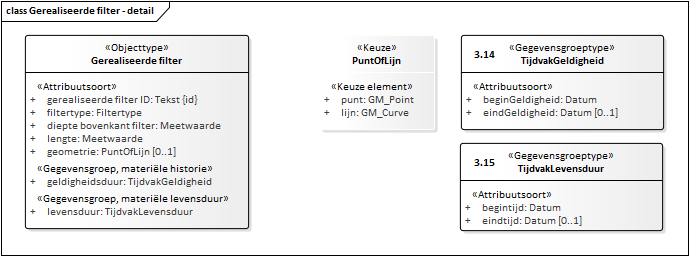 class Gerealiseerde filter - detail
«Objecttype»
Gerealiseerde filter
«Attribuutsoort»
+ gerealiseerde filter ID: Tekst {id}
+ filtertype: Filtertype
+ diepte bovenkant filter: Meetwaarde
+ lengte: Meetwaarde
+ geometrie: PuntOfLijn [0..1]
«Gegevensgroep, materiële historie»
+ geldigheidsduur: TijdvakGeldigheid
«Gegevensgroep, materiële levensduur»
+ levensduur: TijdvakLevensduur
«Keuze»
PuntOfLijn
«Keuze element»
+ punt: GM_Point
+ lijn: GM_Curve
3.14 «Gegevensgroeptype»
TijdvakGeldigheid
«Attribuutsoort»
+ beginGeldigheid: Datum
+ eindGeldigheid: Datum [0..1]
3.15 «Gegevensgroeptype»
TijdvakLevensduur
«Attribuutsoort»
+ begintijd: Datum
+ eindtijd: Datum [0..1]